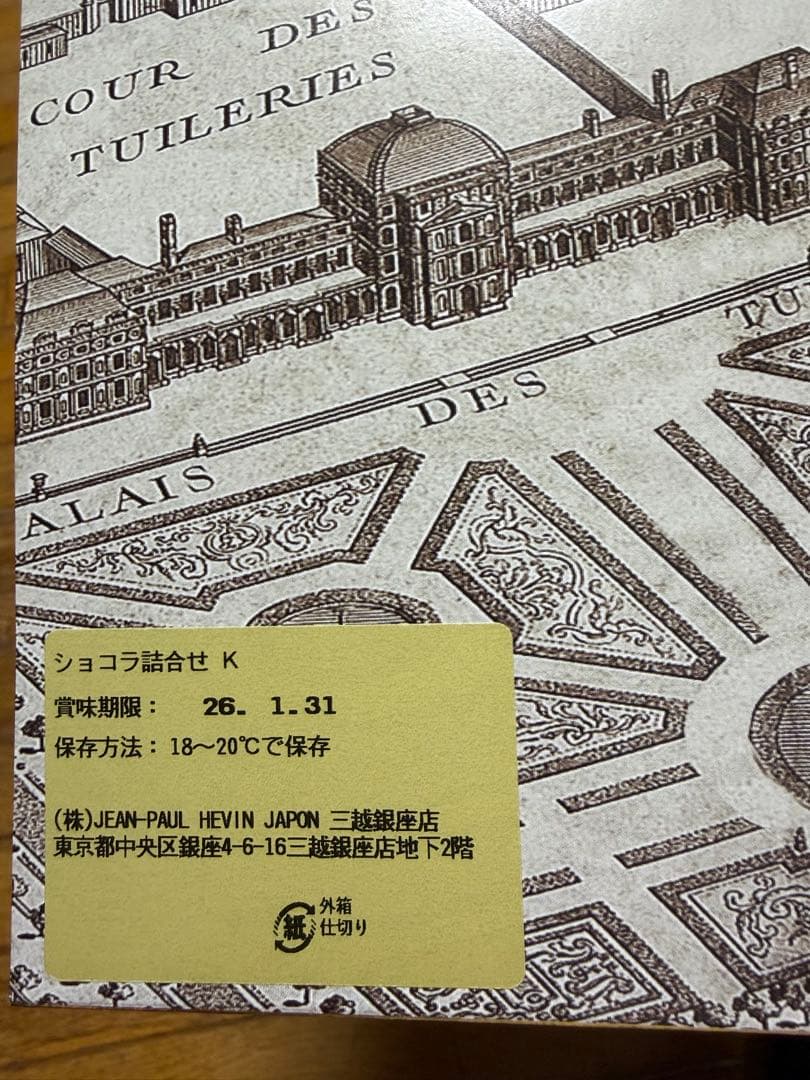 COUR DES
TUILERIES
DES
ALAIS
TU
ショコラ詰合せ K
賞味期限： 26. 1.31
保存方法：18～20℃で保存
(株)JEAN-PAUL HEVIN JAPON 三越銀座店
東京都中央区銀座4-6-16三越銀座店地下2階
紙 外箱
仕切り